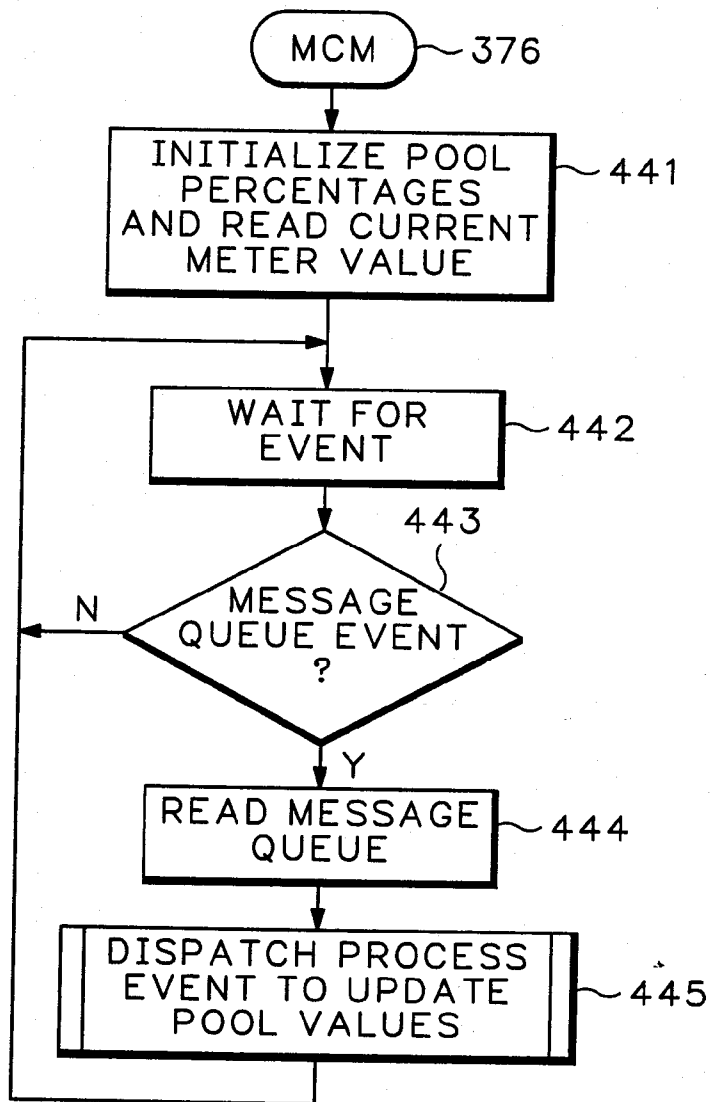 MCM
376
INITIALIZE POOL
PERCENTAGES
AND READ CURRENT
METER VALUE
441
WAIT FOR
EVENT
442
443
MESSAGE
QUEUE EVENT
?
N
Y
READ MESSAGE
QUEUE
444
DISPATCH PROCESS
EVENT TO UPDATE
POOL VALUES
445